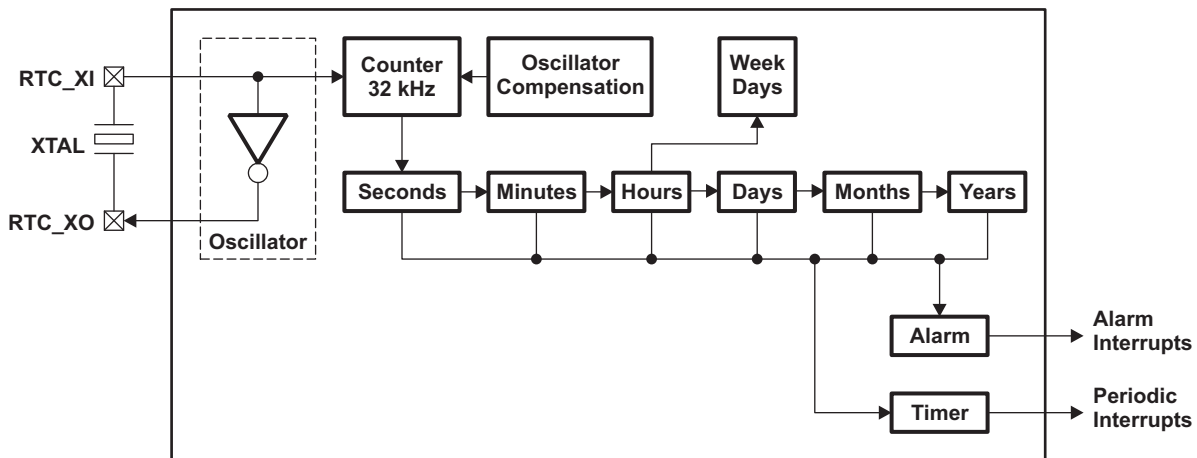 RTC_XI
XTAL
RTC_XO
Oscillator
Counter
32 kHz
Oscillator
Compensation
Week
Days
Seconds
Minutes
Hours
Days
Months
Years
Alarm
Alarm
Interrupts
Timer
Periodic
Interrupts